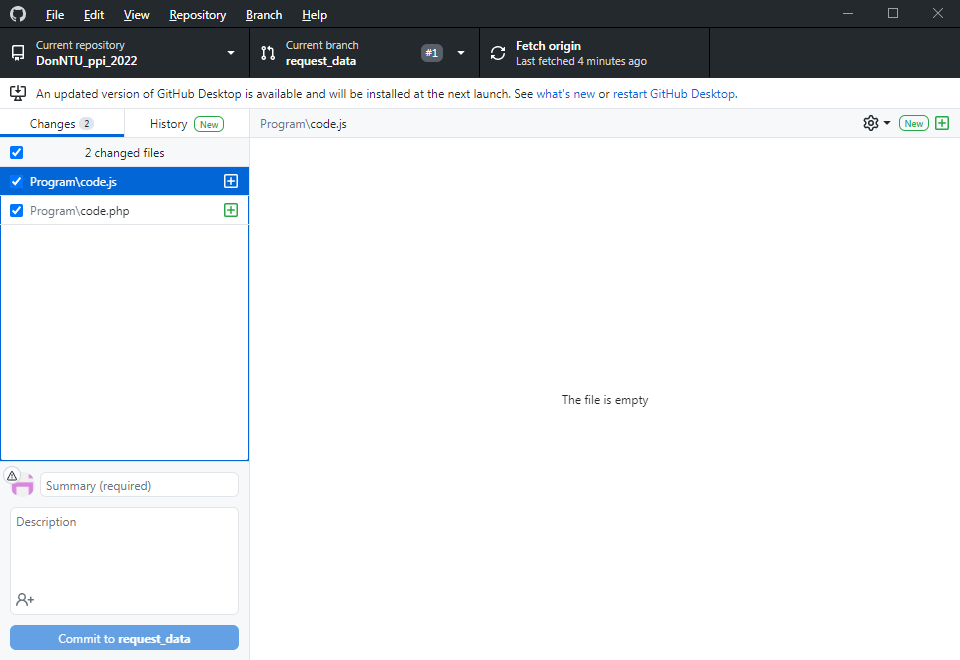 File Edit View Repository Branch Help
Current repository
DonNTU_ppi_2022
Current branch
request_data
#1
Fetch origin
Last fetched 4 minutes ago
An updated version of GitHub Desktop is available and will be installed at the next launch. See what's new or restart GitHub Desktop.
Changes 2
History New
Program\code.js
New
2 changed files
Program\code.js
Program\code.php
The file is empty
Summary (required)
Description
Commit to request_data